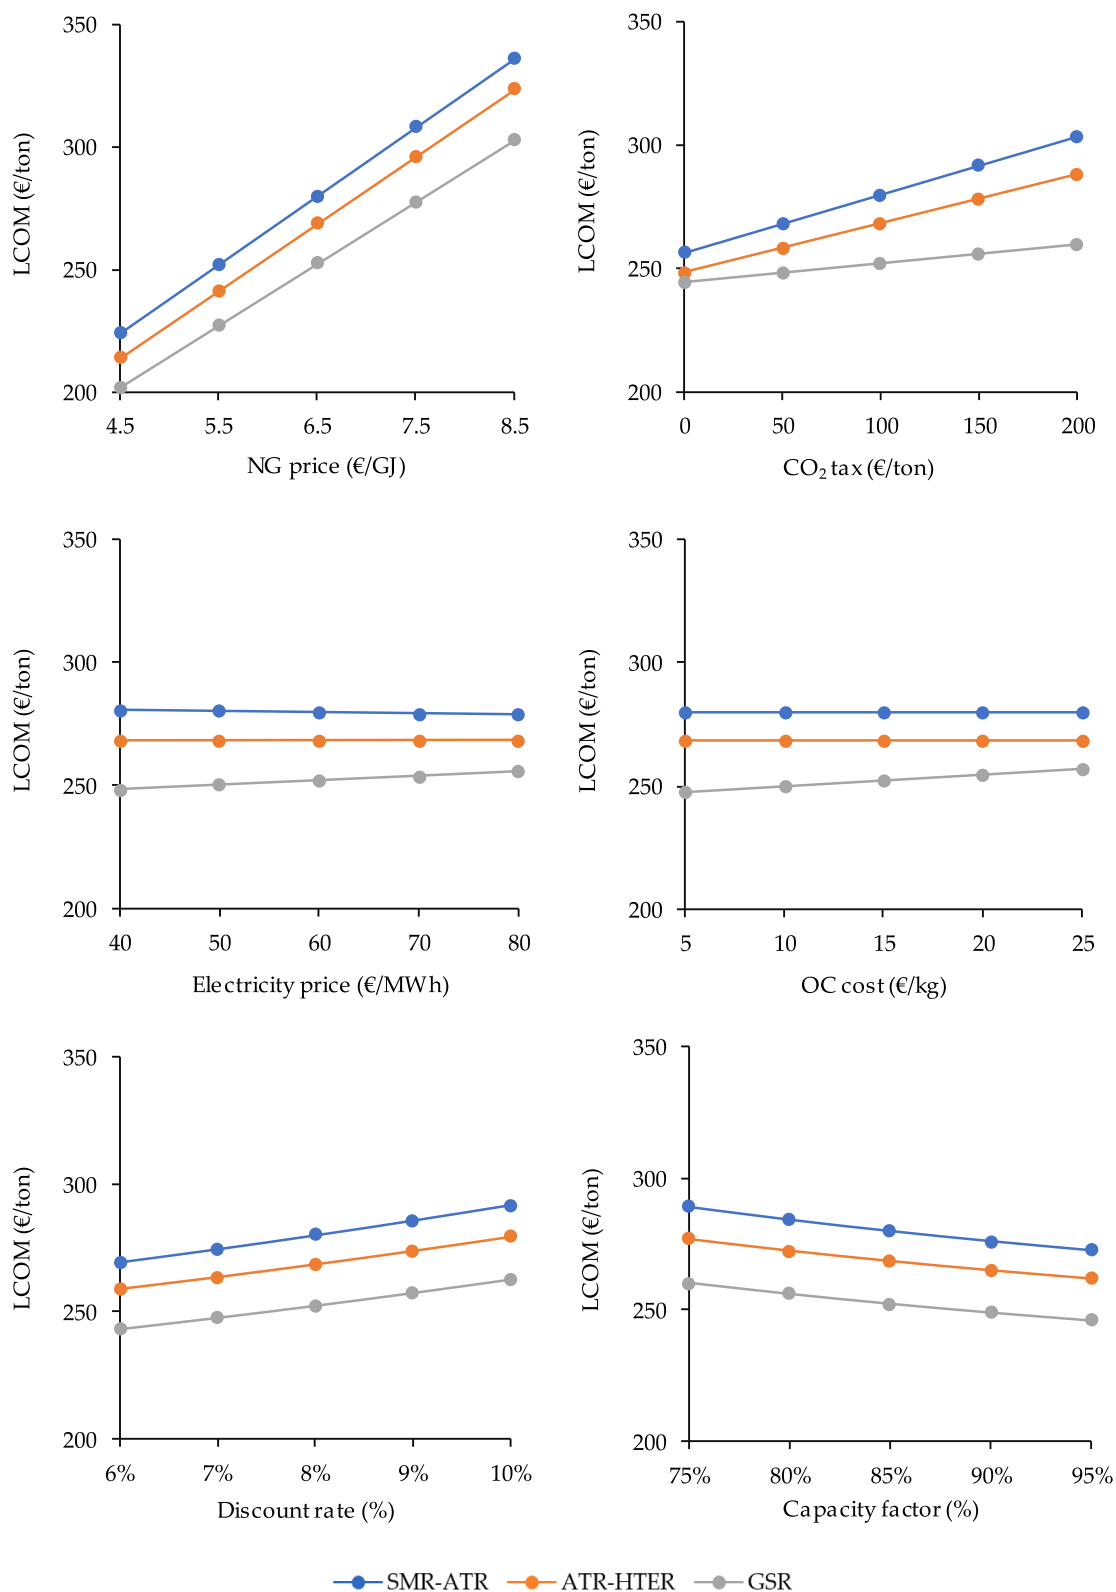 350
300
250
200
LCOM (€/ton)
4.5 5.5 6.5 7.5 8.5
NG price (€/GJ)
350
300
250
200
LCOM (€/ton)
0 50 100 150 200
CO₂ tax (€/ton)
350
300
250
200
LCOM (€/ton)
40 50 60 70 80
Electricity price (€/MWh)
350
300
250
200
LCOM (€/ton)
5 10 15 20 25
OC cost (€/kg)
350
300
250
200
LCOM (€/ton)
6% 7% 8% 9% 10%
Discount rate (%)
350
300
250
200
LCOM (€/ton)
75% 80% 85% 90% 95%
Capacity factor (%)
SMR-ATR ATR-HTER GSR